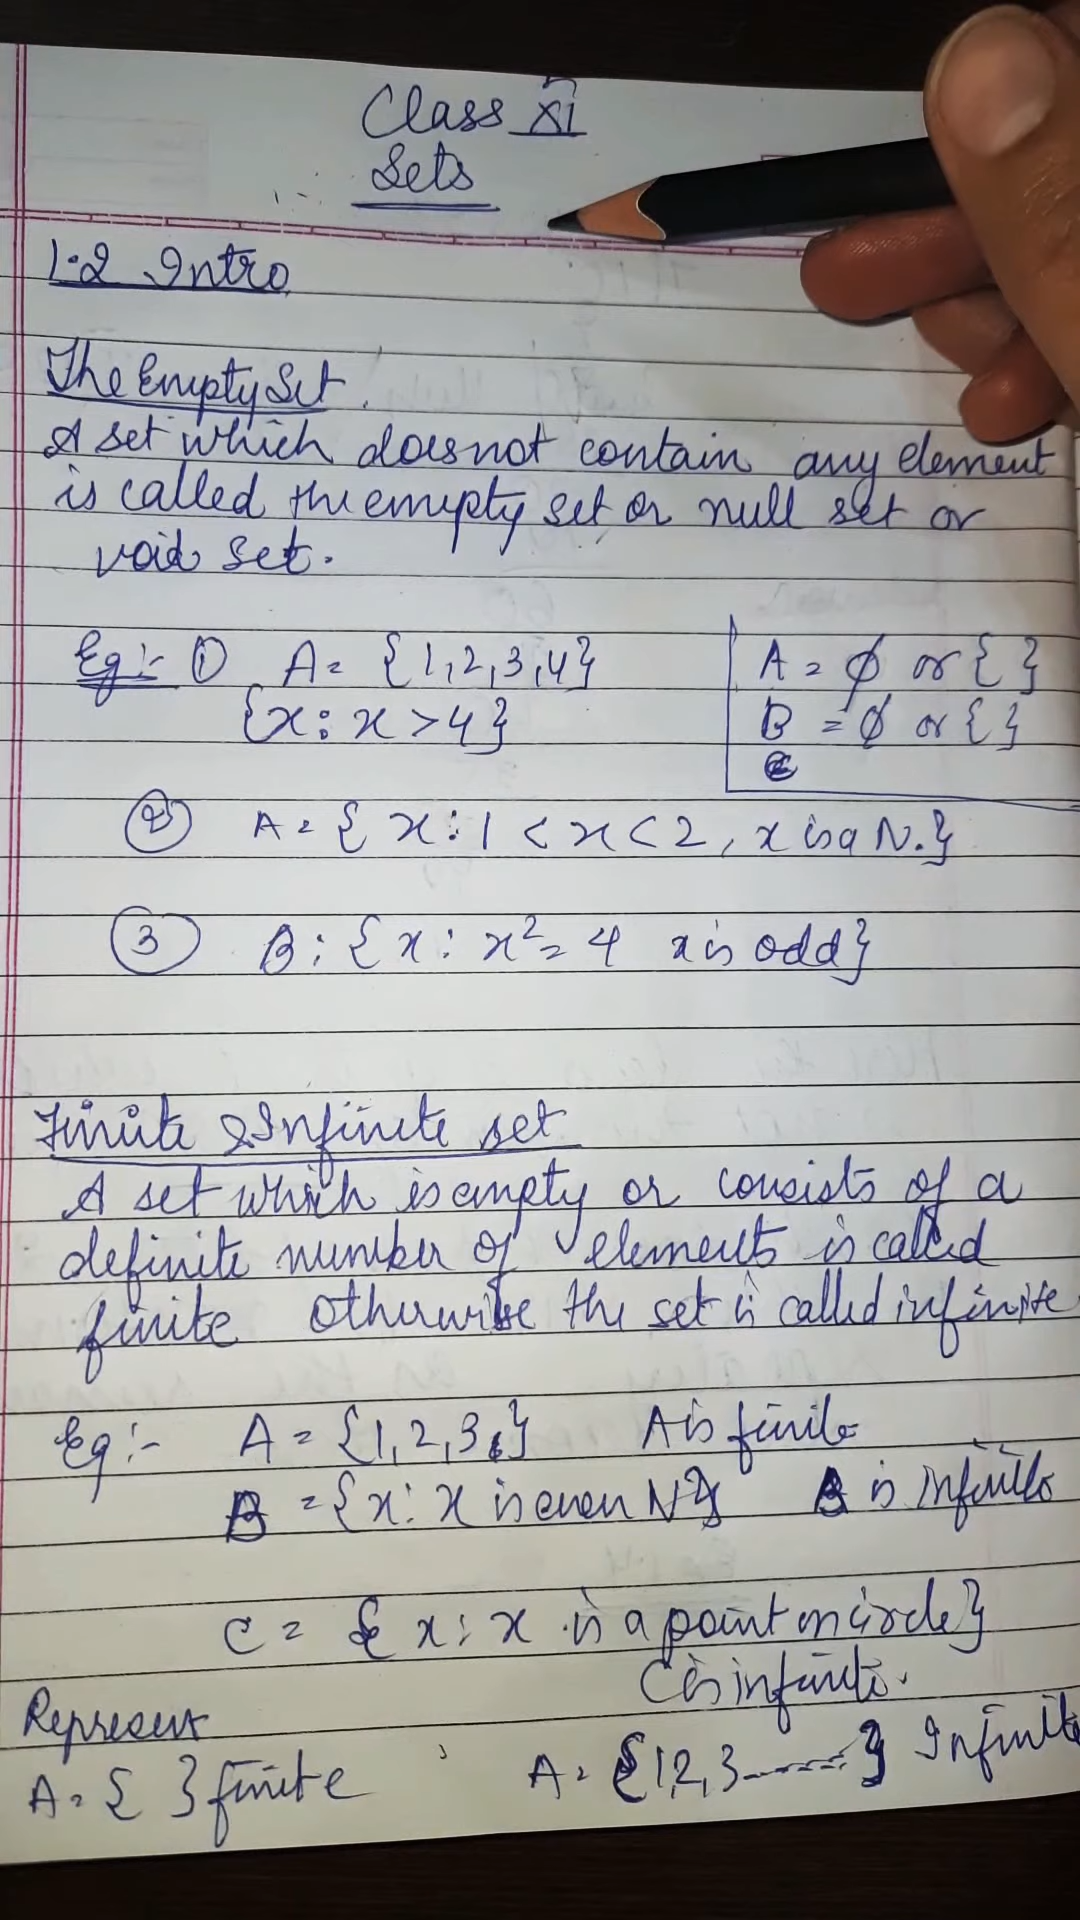 Class XI
Sets
1.2 Intro
The Empty Set.
A set which does not contain any element
is called the empty set or null set or
void set.
Eg:- ① A = {1,2,3,4}
{x : x > 4}
A = ϕ or { }
B = ϕ or { }
② A = { x : 1 < x < 2, x is a N.}
③ B : {x : x² = 4 x is odd}
Finite & Infinite set
A set which is empty or consists of a
definite number of elements is called
finite otherwise the set is called infinite.
Eg:- A = {1,2,3,} A is finite
B = {x : x is even N} B is infinite
C = { x : x is a point on circle}
C is infinite.
Represent
A = { } finite
A = {1,2,3------} Infinite